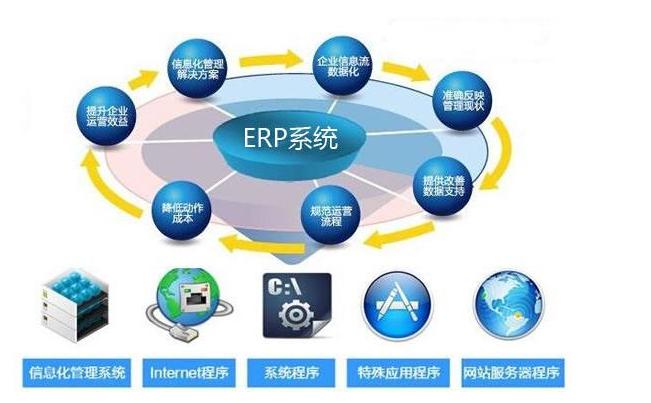 信息化管理
解决方案
企业信息流
数据化
准确反映
管理现状
提升企业
运营效益
ERP系统
提供改善
数据支持
降低动作
成本
规范运营
流程
C:\
信息化管理系统
Internet程序
系统程序
特殊应用程序
网站服务器程序